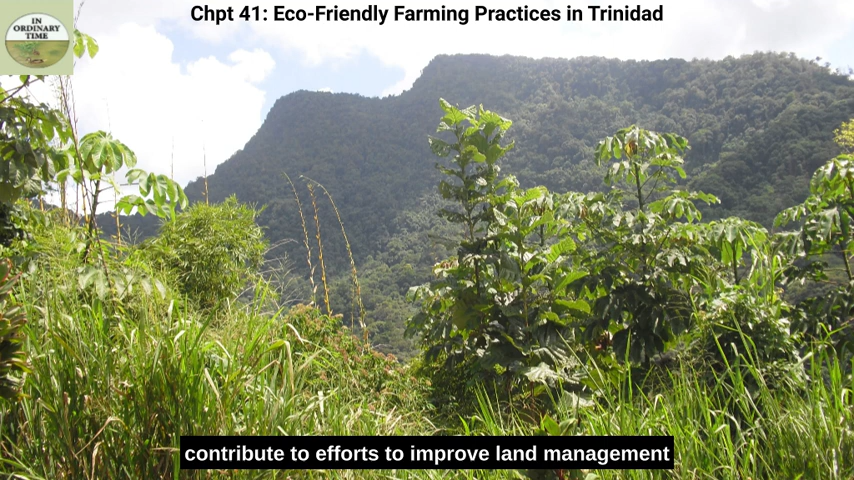 Chpt 41: Eco-Friendly Farming Practices in Trinidad
IN
ORDINARY
TIME
contribute to efforts to improve land management